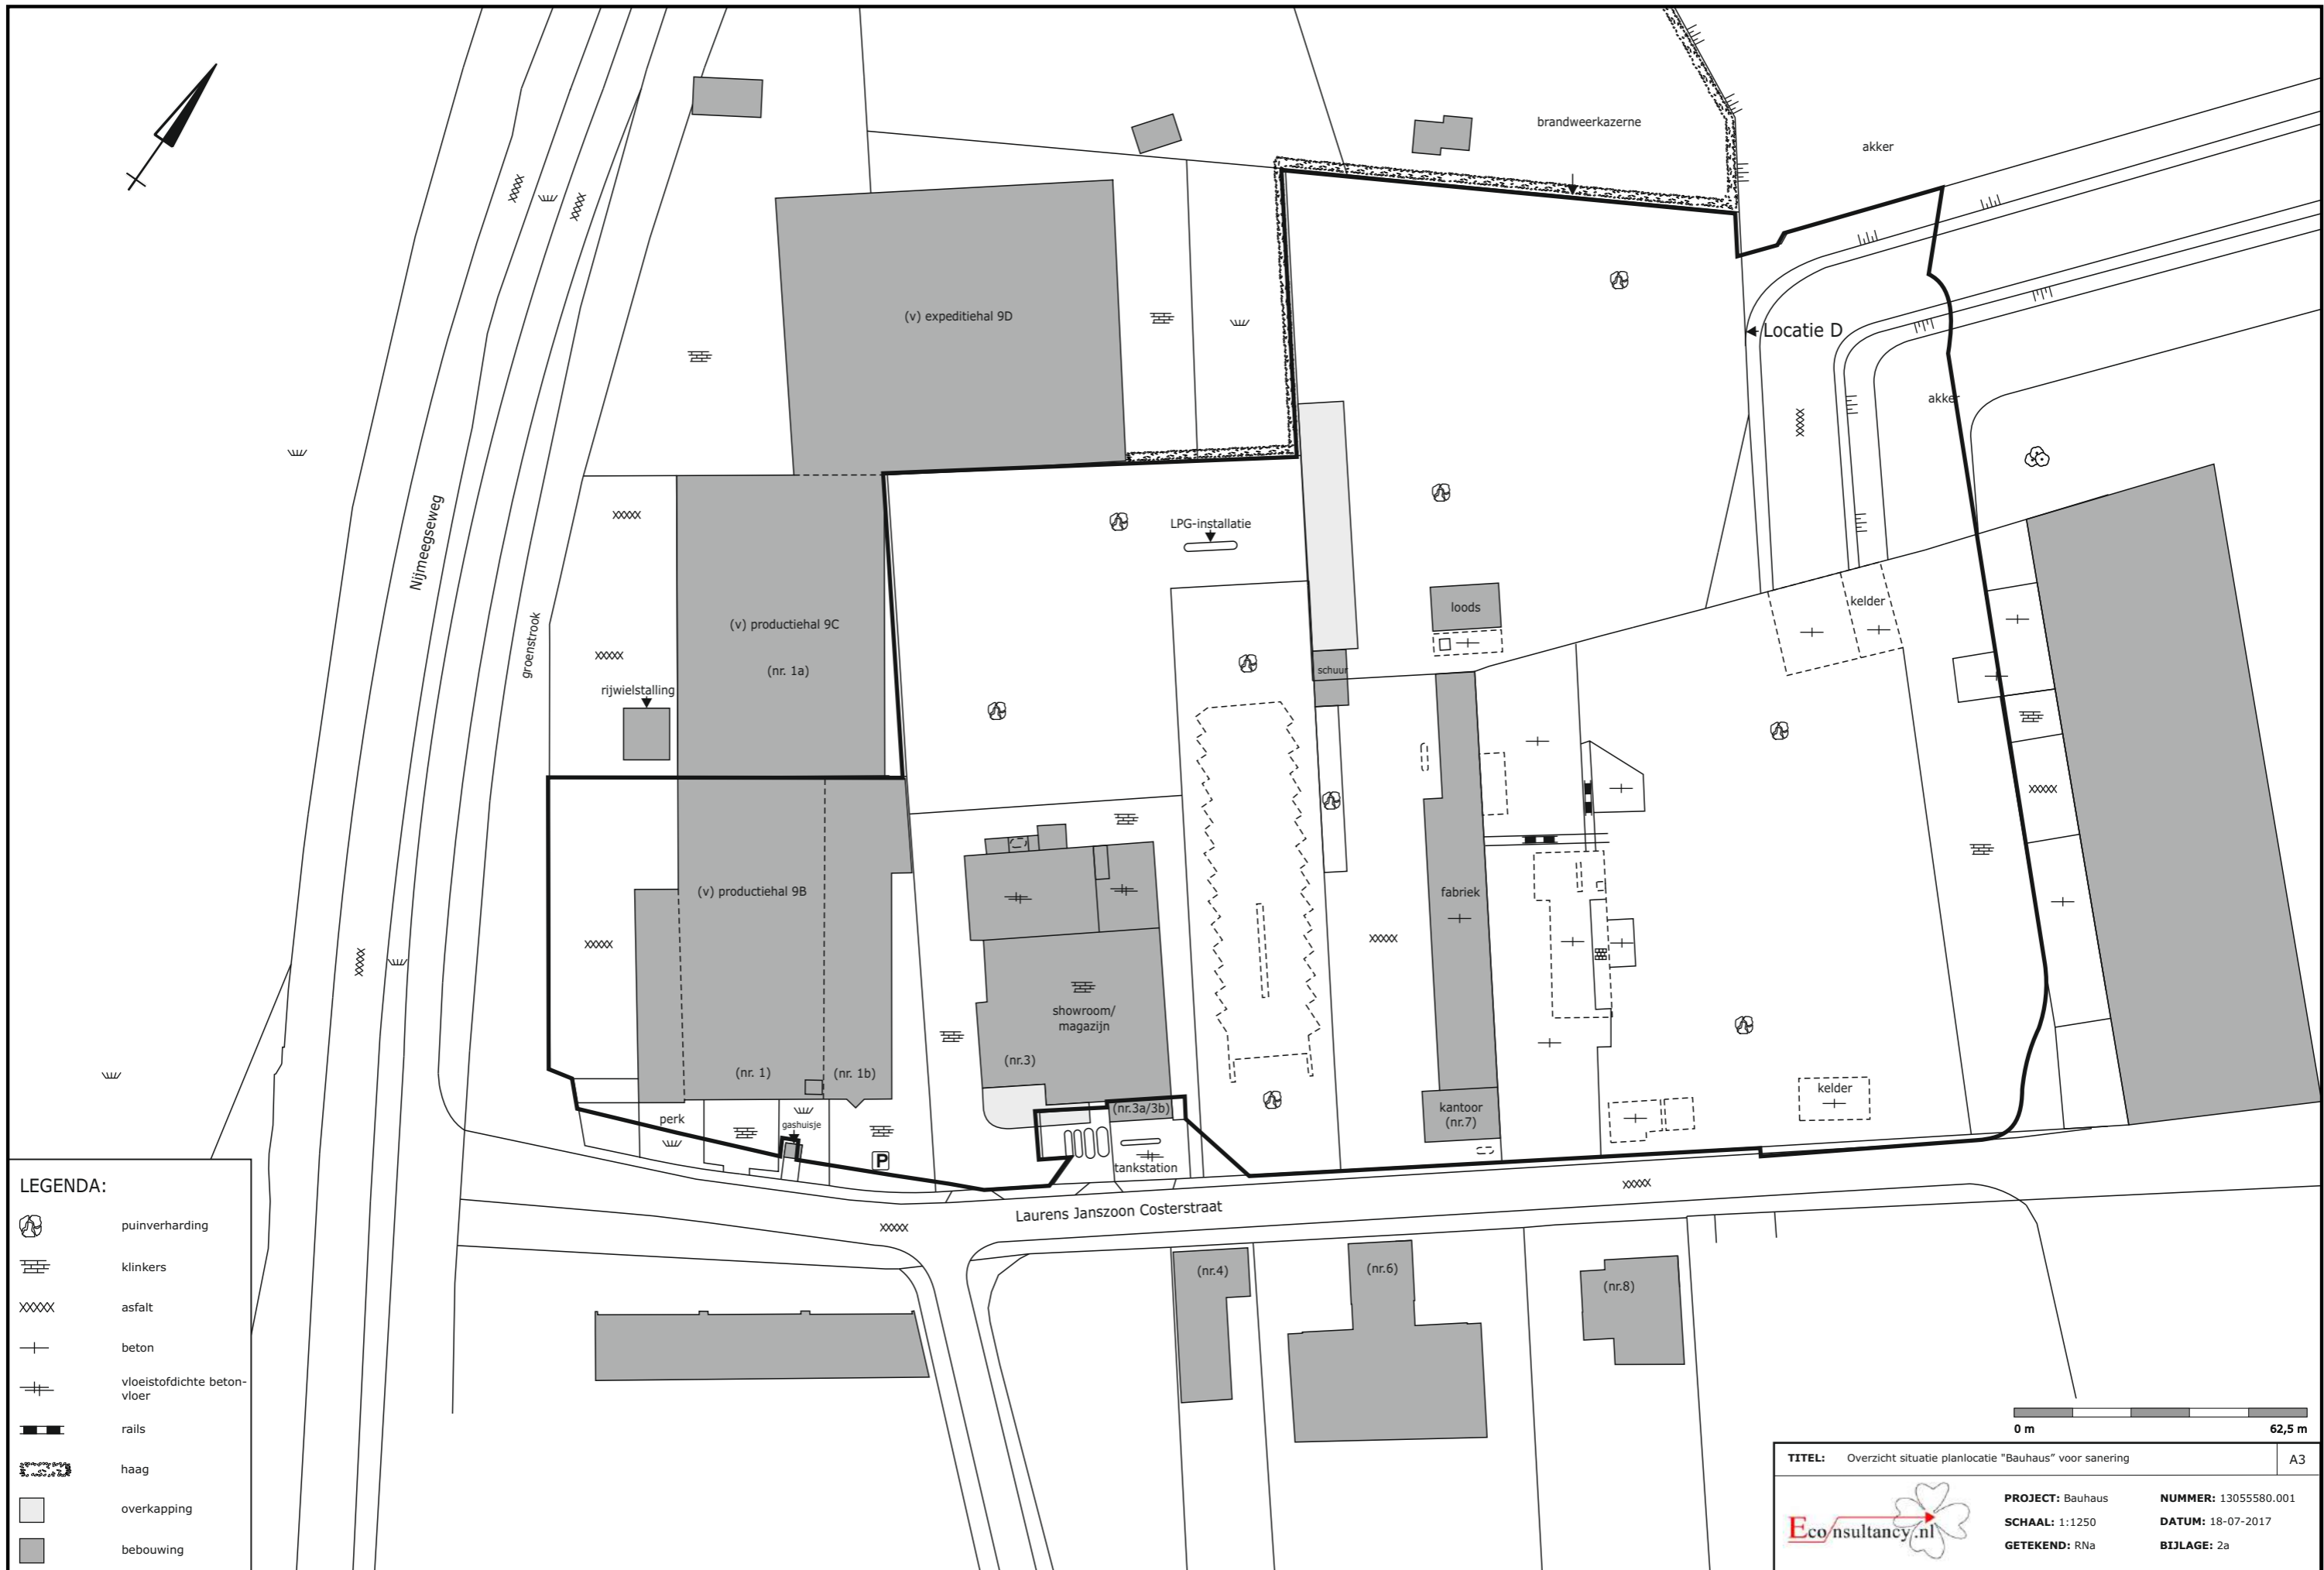 brandweerkazerne
akker
(v) expeditiehal 9D
Locatie D
akker
Nijmeegseweg
LPG-installatie
groenstrook
(v) productiehal 9C
(nr. 1a)
loods
kelder
schuur
rijwielstalling
(v) productiehal 9B
fabriek
showroom/
magazijn
(nr.3)
(nr. 1)
(nr. 1b)
kelder
perk
gashuisje
(nr.3a/3b)
kantoor
(nr.7)
P
tankstation
Laurens Janszoon Costerstraat
(nr.4)
(nr.6)
(nr.8)
LEGENDA:
puinverharding
klinkers
asfalt
beton
vloeistofdichte beton-
vloer
rails
haag
overkapping
bebouwing
0 m 62,5 m
TITEL: Overzicht situatie planlocatie "Bauhaus" voor sanering A3
Econsultancy.nl
PROJECT: Bauhaus NUMMER: 13055580.001
SCHAAL: 1:1250 DATUM: 18-07-2017
GETEKEND: RNa BIJLAGE: 2a